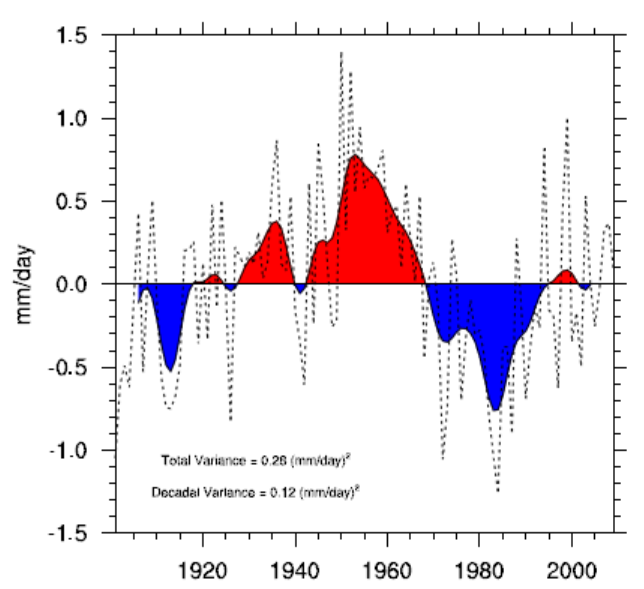 1.5
1.0
0.5
0.0
-0.5
-1.0
-1.5
mm/day
Total Variance = 0.28 (mm/day)²
Decadal Variance = 0.12 (mm/day)²
1920 1940 1960 1980 2000